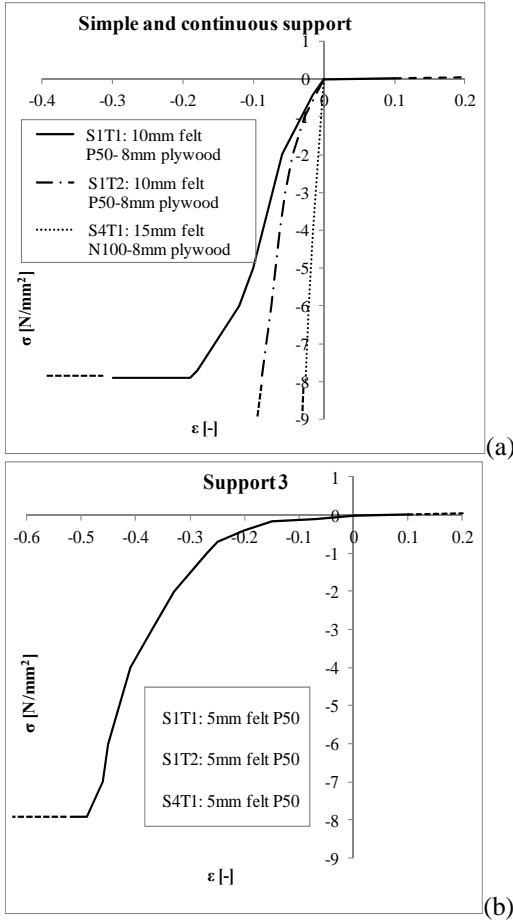 Simple and continuous support
1
0
-0.4 -0.3 -0.2 -0.1 0 0.1 0.2
-1
-2
-3
-4
-5
-6
-7
-8
-9
S1T1: 10mm felt
P50- 8mm plywood
S1T2: 10mm felt
P50-8mm plywood
S4T1: 15mm felt
N100-8mm plywood
σ [N/mm²]
ε [-]
(a)
Support 3
1
0
-0.6 -0.5 -0.4 -0.3 -0.2 -0.1 0 0.1 0.2
-1
-2
-3
-4
-5
-6
-7
-8
-9
σ [N/mm²]
S1T1: 5mm felt P50
S1T2: 5mm felt P50
S4T1: 5mm felt P50
ε [-]
(b)